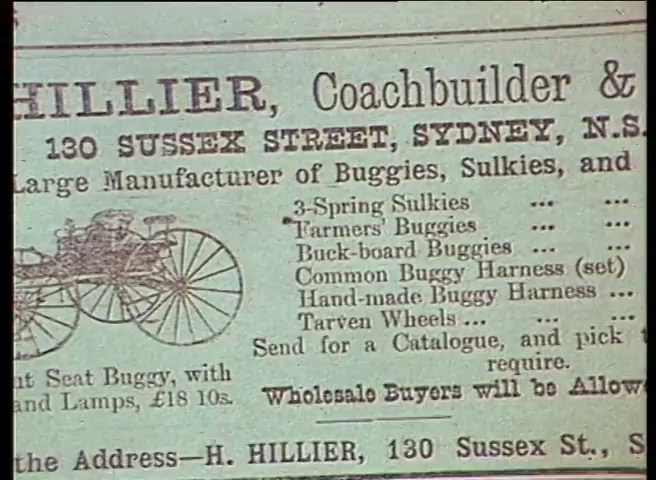 HILLIER, Coachbuilder &
130 SUSSEX STREET, SYDNEY, N.S.
Large Manufacturer of Buggies, Sulkies, and
3-Spring Sulkies ... ...
Farmers' Buggies ... ...
Buck-board Buggies ... ...
Common Buggy Harness (set)
Hand-made Buggy Harness ...
Tarven Wheels ... ... ...
Send for a Catalogue, and pick t
require.
nt Seat Buggy, with
and Lamps, £18 10s.
Wholesale Buyers will be Allow
the Address—H. HILLIER, 130 Sussex St., S